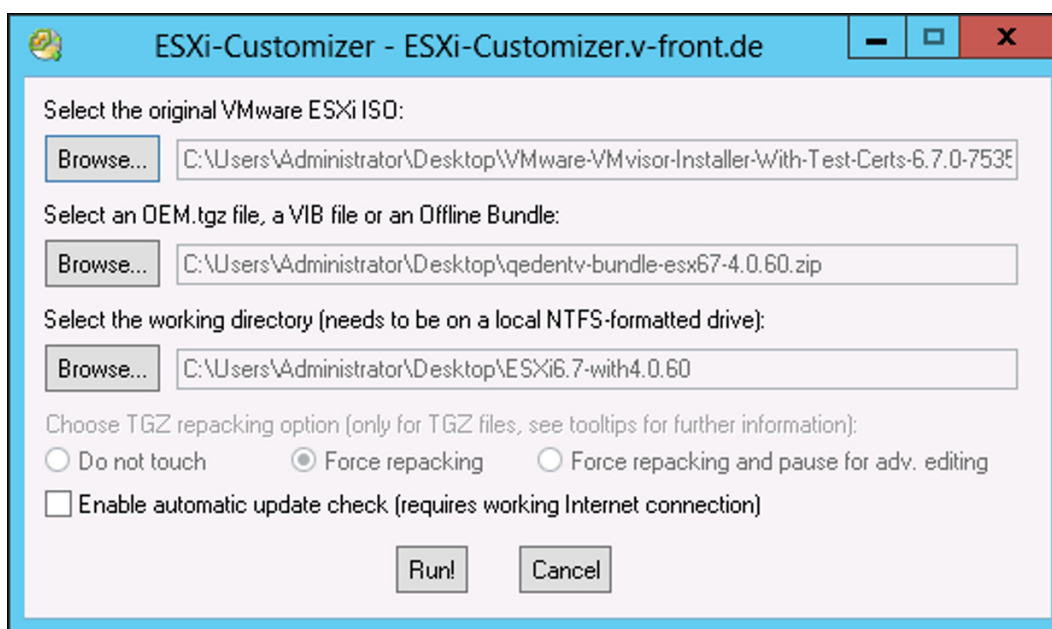 ESXi-Customizer - ESXi-Customizer.v-front.de
Select the original VMware ESXi ISO:
Browse... C:\Users\Administrator\Desktop\VMware-VMvisor-Installer-With-Test-Certs-6.7.0-7535
Select an OEM.tgz file, a VIB file or an Offline Bundle:
Browse... C:\Users\Administrator\Desktop\qedentv-bundle-esx67-4.0.60.zip
Select the working directory (needs to be on a local NTFS-formatted drive):
Browse... C:\Users\Administrator\Desktop\ESXi6.7-with4.0.60
Choose TGZ repacking option (only for TGZ files, see tooltips for further information):
Do not touch Force repacking Force repacking and pause for adv. editing
Enable automatic update check (requires working Internet connection)
Run! Cancel